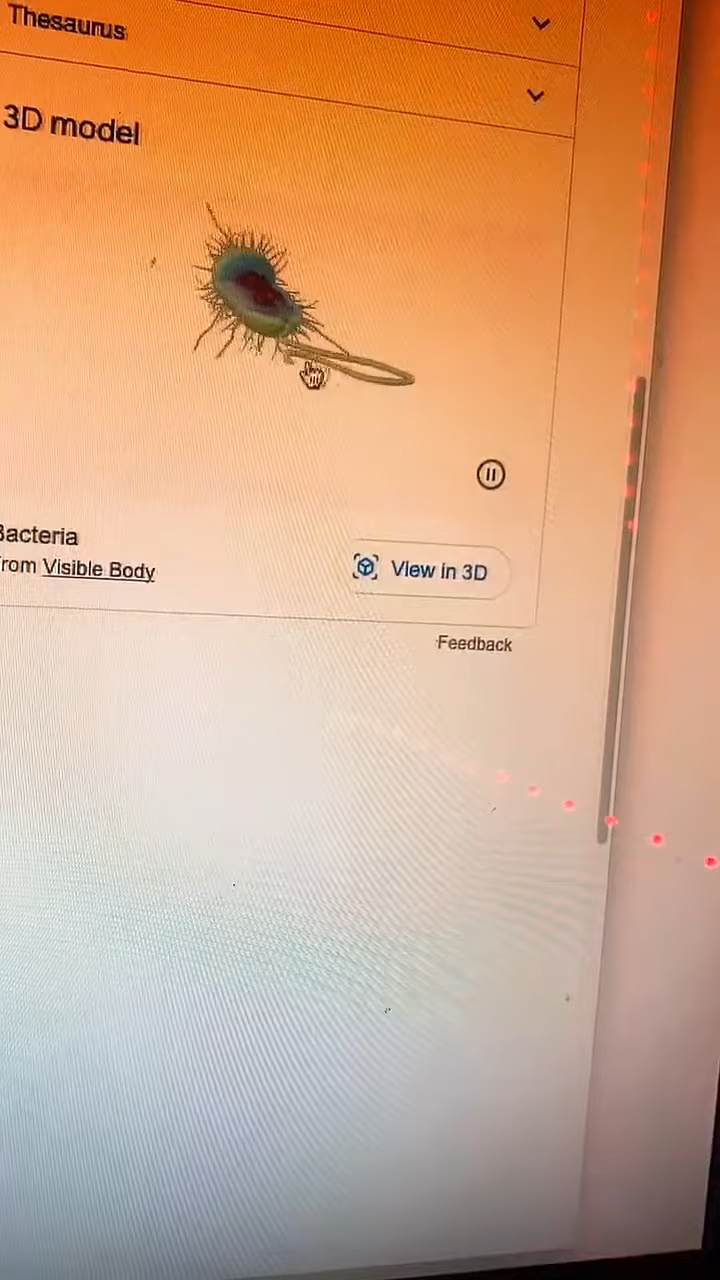 Thesaurus
3D model
Bacteria
From Visible Body
View in 3D
Feedback